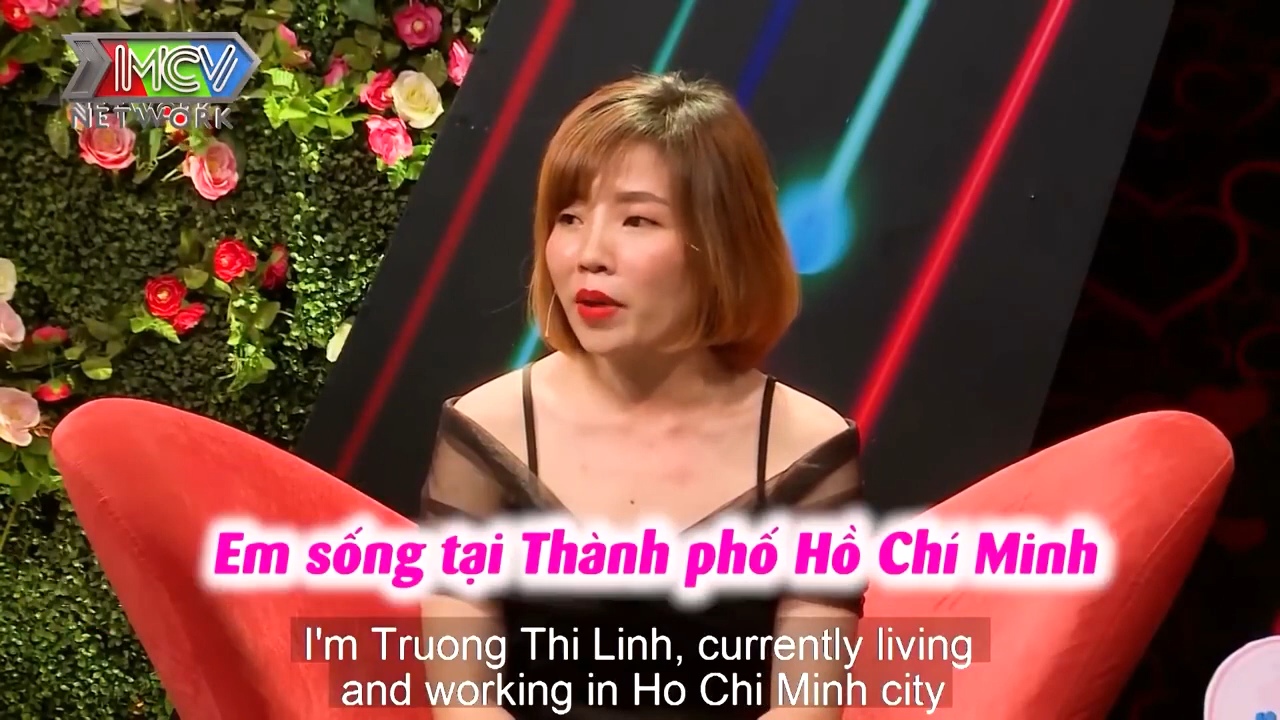 MCV
NETWORK
Em sống tại Thành phố Hồ Chí Minh
I'm Truong Thi Linh, currently living
and working in Ho Chi Minh city